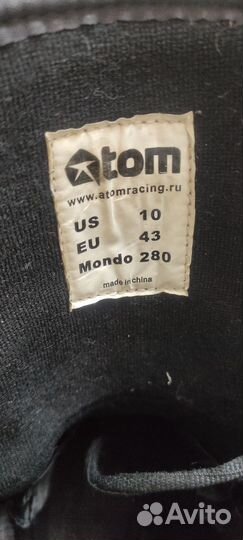 atom
www.atomracing.ru
US 10
EU 43
Mondo 280
made in china
Avito